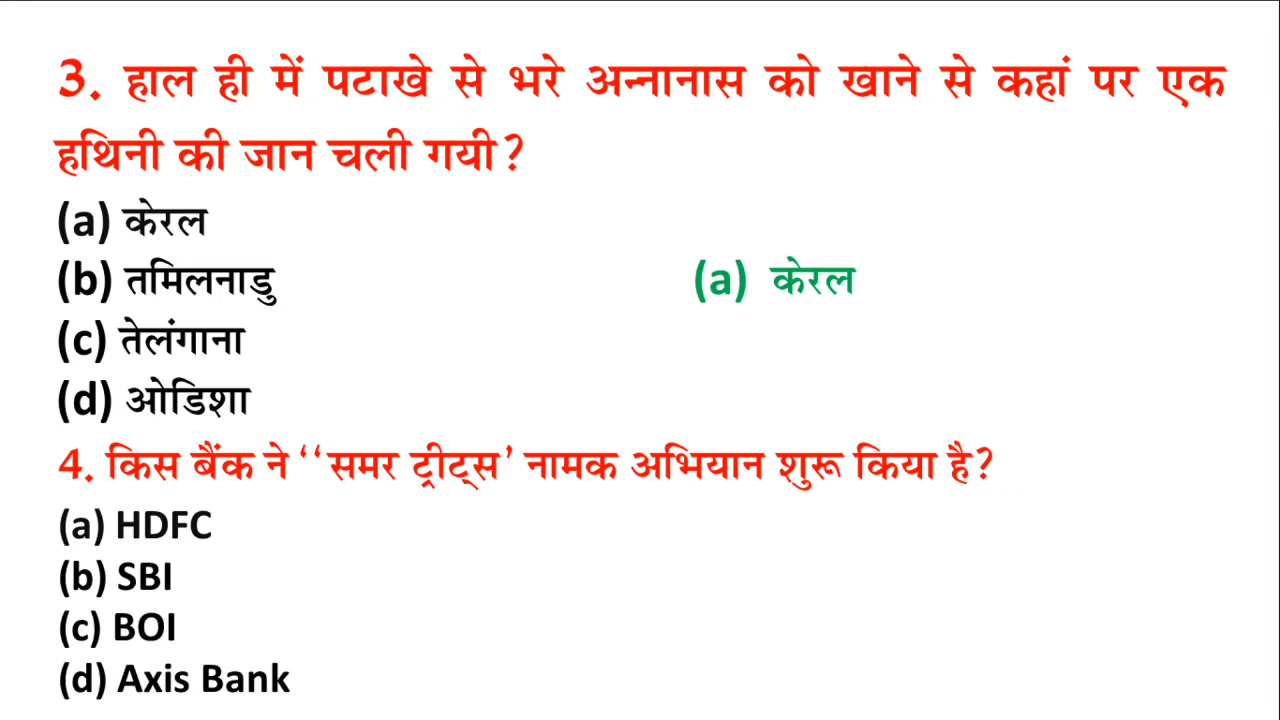 3. हाल ही में पटाखे से भरे अन्नानास को खाने से कहां पर एक
हथिनी की जान चली गयी?
(a) केरल
(b) तमिलनाडु
(a) केरल
(c) तेलंगाना
(d) ओडिशा
4. किस बैंक ने ‘‘समर ट्रीट्स’ नामक अभियान शुरू किया है?
(a) HDFC
(b) SBI
(c) BOI
(d) Axis Bank